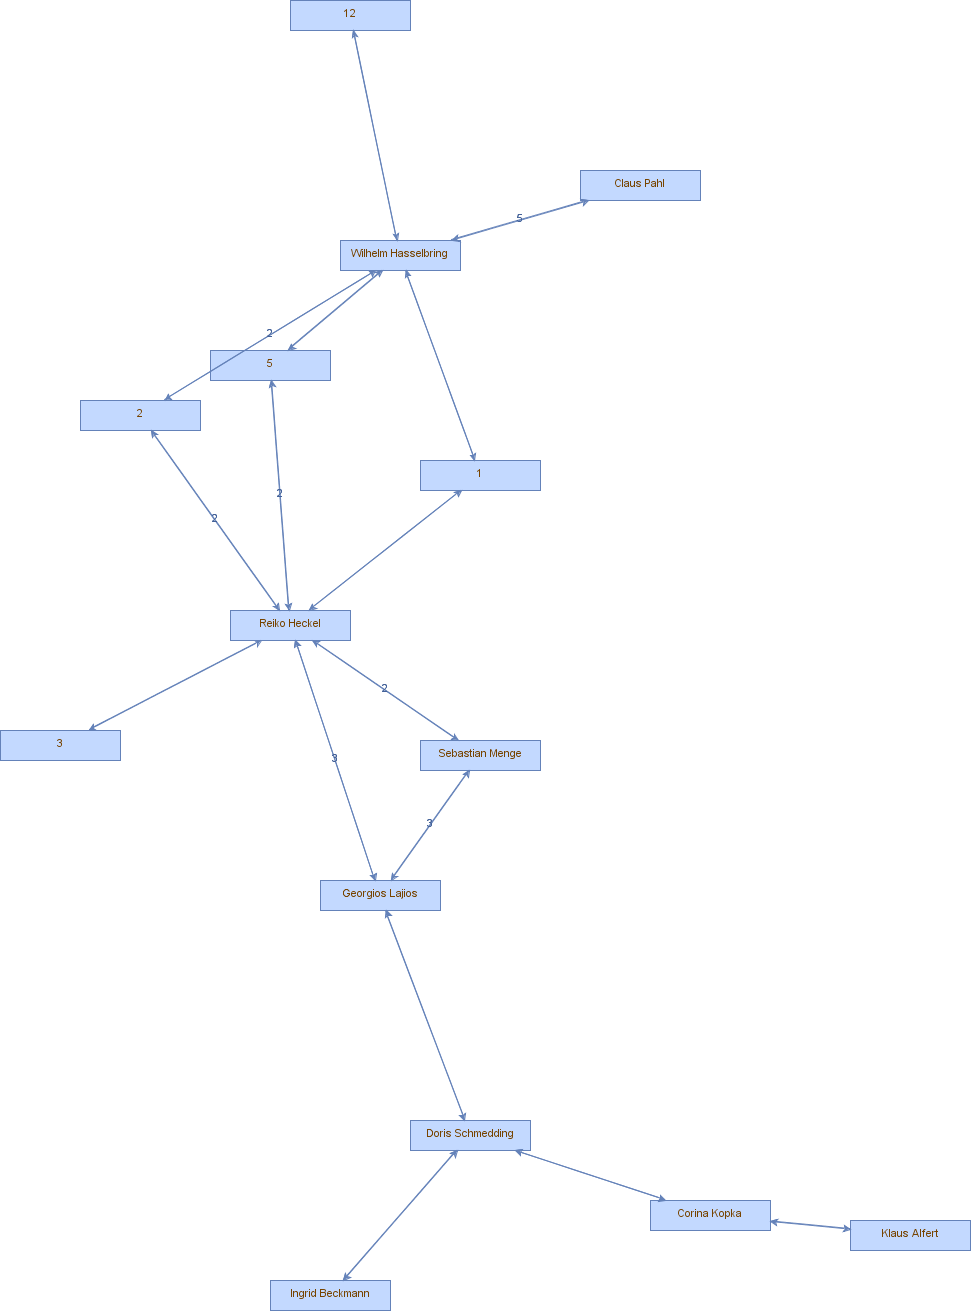 12
Claus Pahl
5
Wilhelm Hasselbring
2
5
2
1
2
2
Reiko Heckel
2
3
Sebastian Menge
3
3
Georgios Lajios
Doris Schmedding
Corina Kopka
Klaus Alfert
Ingrid Beckmann